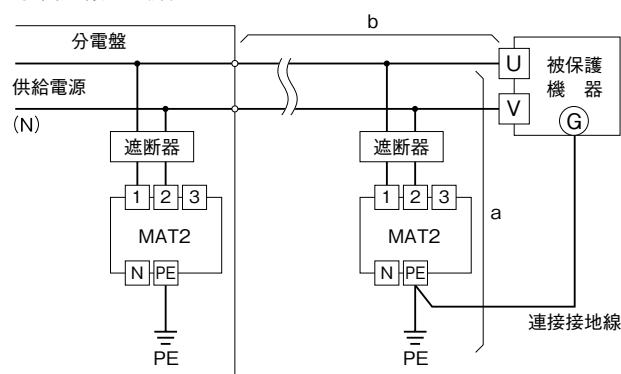 b
分電盤
U
被保護
機 器
供給電源
(N)
V
G
遮断器
遮断器
1 2 3
1 2 3
a
MAT2
MAT2
N PE
N PE
連接接地線
PE
PE